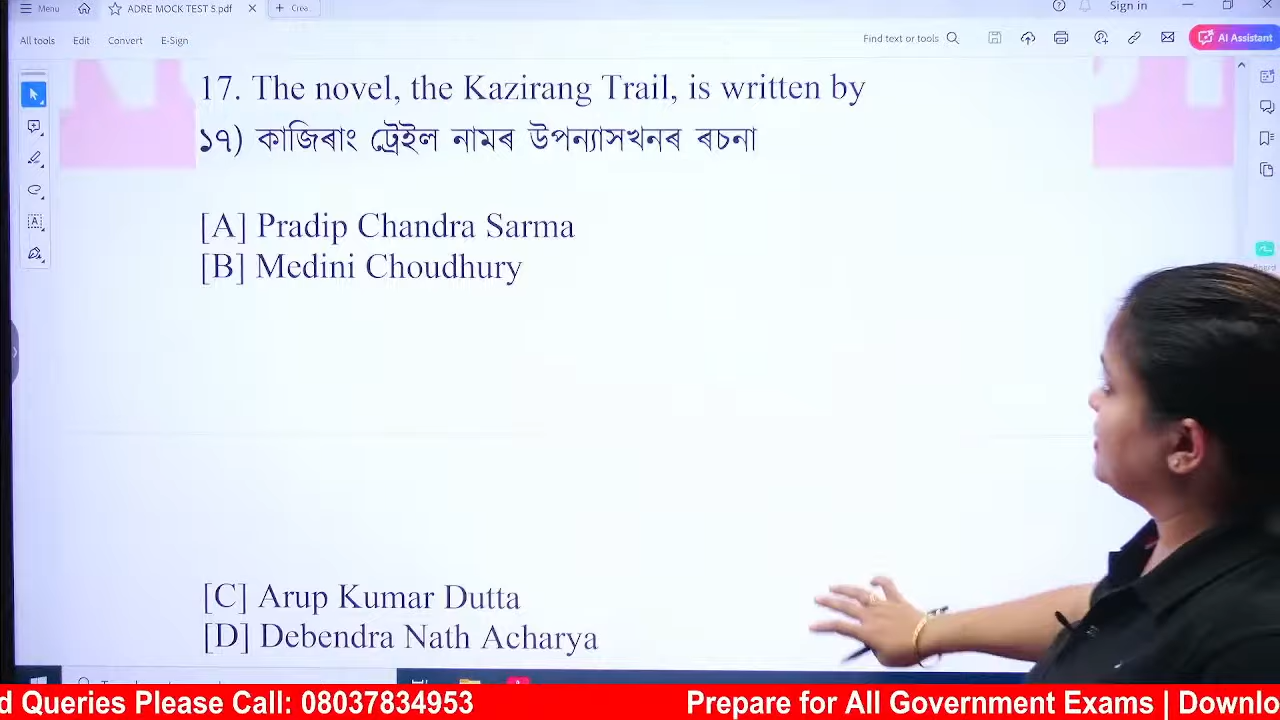 Menu
ADRE MOCK TEST 5.pdf
Sign in
All tools Edit Convert E-Sign
Find text or tools
AI Assistant
17. The novel, the Kazirang Trail, is written by
১৭) কাজিৰাং ট্ৰেইল নামৰ উপন্যাসখনৰ ৰচনা
[A] Pradip Chandra Sarma
[B] Medini Choudhury
[C] Arup Kumar Dutta
[D] Debendra Nath Acharya
d Queries Please Call: 08037834953
Prepare for All Government Exams | Downlo